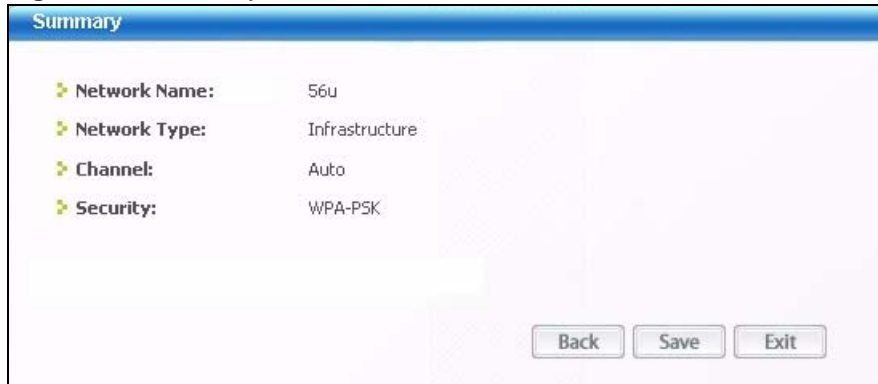 Summary
Network Name: 56u
Network Type: Infrastructure
Channel: Auto
Security: WPA-PSK
Back Save Exit